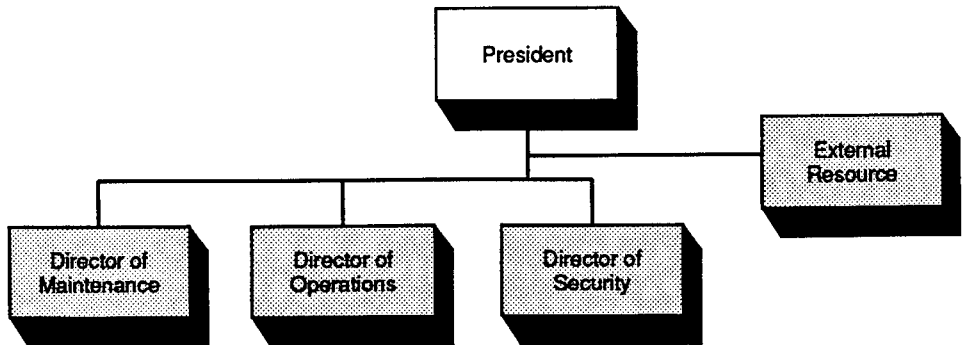 President
External
Resource
Director of
Maintenance
Director of
Operations
Director of
Security